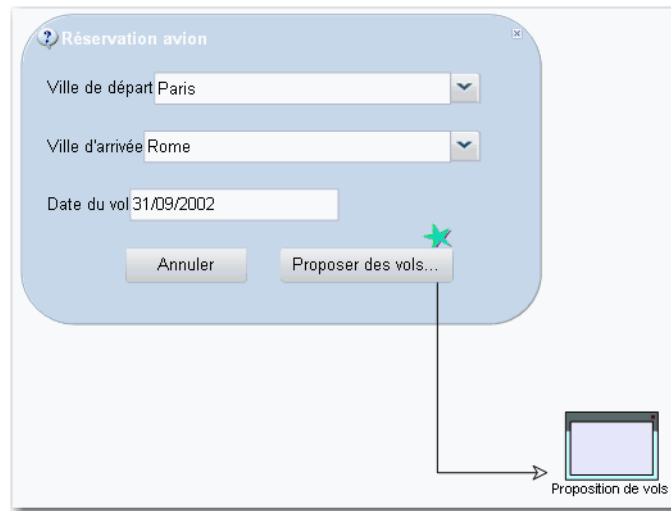 Réservation avion
Ville de départ Paris
Ville d'arrivée Rome
Date du vol 31/09/2002
Annuler Proposer des vols...
Proposition de vols